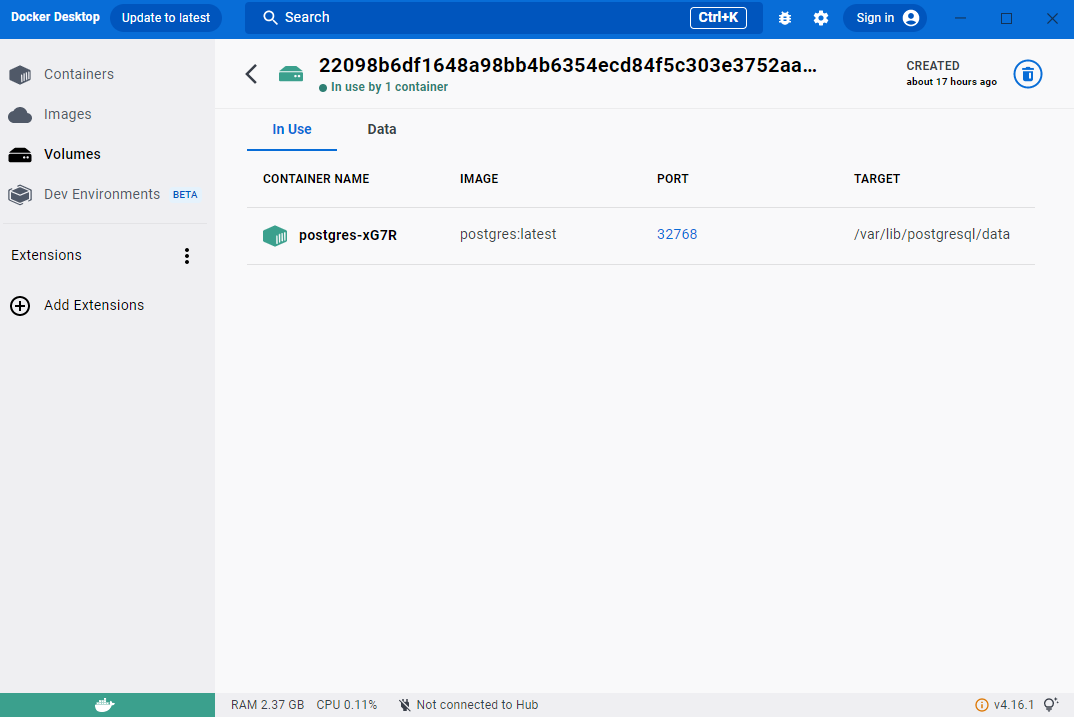 Docker Desktop Update to latest Search Ctrl+K Sign in
Containers
Images
Volumes
Dev Environments BETA
Extensions
Add Extensions
22098b6df1648a98bb4b6354ecd84f5c303e3752aa...
In use by 1 container
CREATED
about 17 hours ago
In Use Data
CONTAINER NAME IMAGE PORT TARGET
postgres-xG7R postgres:latest 32768 /var/lib/postgresql/data
RAM 2.37 GB CPU 0.11% Not connected to Hub v4.16.1